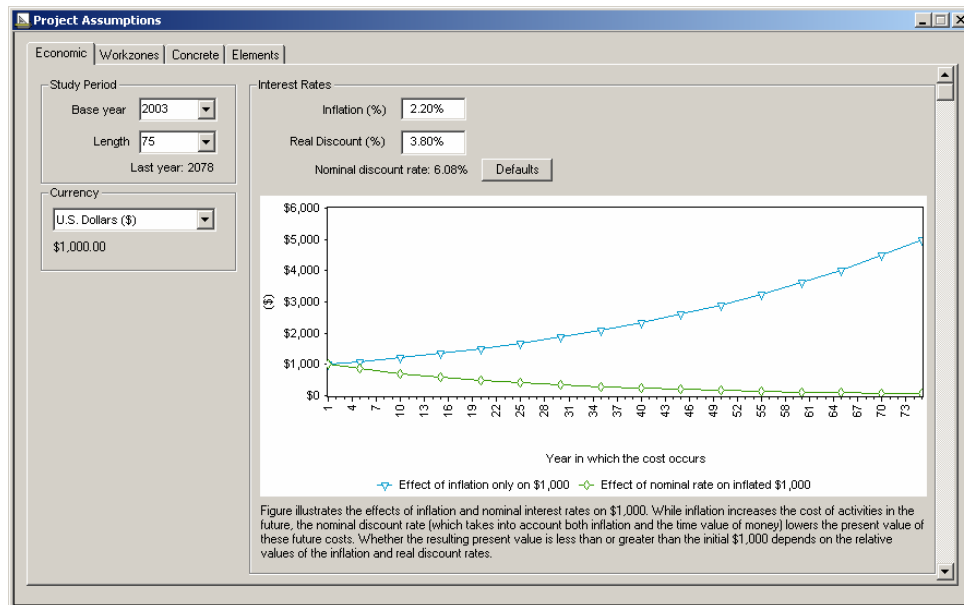 Project Assumptions
Economic Workzones Concrete Elements
Study Period
Base year 2003
Length 75
Last year: 2078
Currency
U.S. Dollars ($)
$1,000.00
Interest Rates
Inflation (%) 2.20%
Real Discount (%) 3.80%
Nominal discount rate: 6.08% Defaults
$6,000
$5,000
$4,000
$3,000
$2,000
$1,000
$0
($)
1 4 7 10 13 16 19 22 25 28 31 34 37 40 43 46 49 52 55 58 61 64 67 70 73
Year in which the cost occurs
Effect of inflation only on $1,000 Effect of nominal rate on inflated $1,000
Figure illustrates the effects of inflation and nominal interest rates on $1,000. While inflation increases the cost of activities in the
future, the nominal discount rate (which takes into account both inflation and the time value of money) lowers the present value of
these future costs. Whether the resulting present value is less than or greater than the initial $1,000 depends on the relative
values of the inflation and real discount rates.